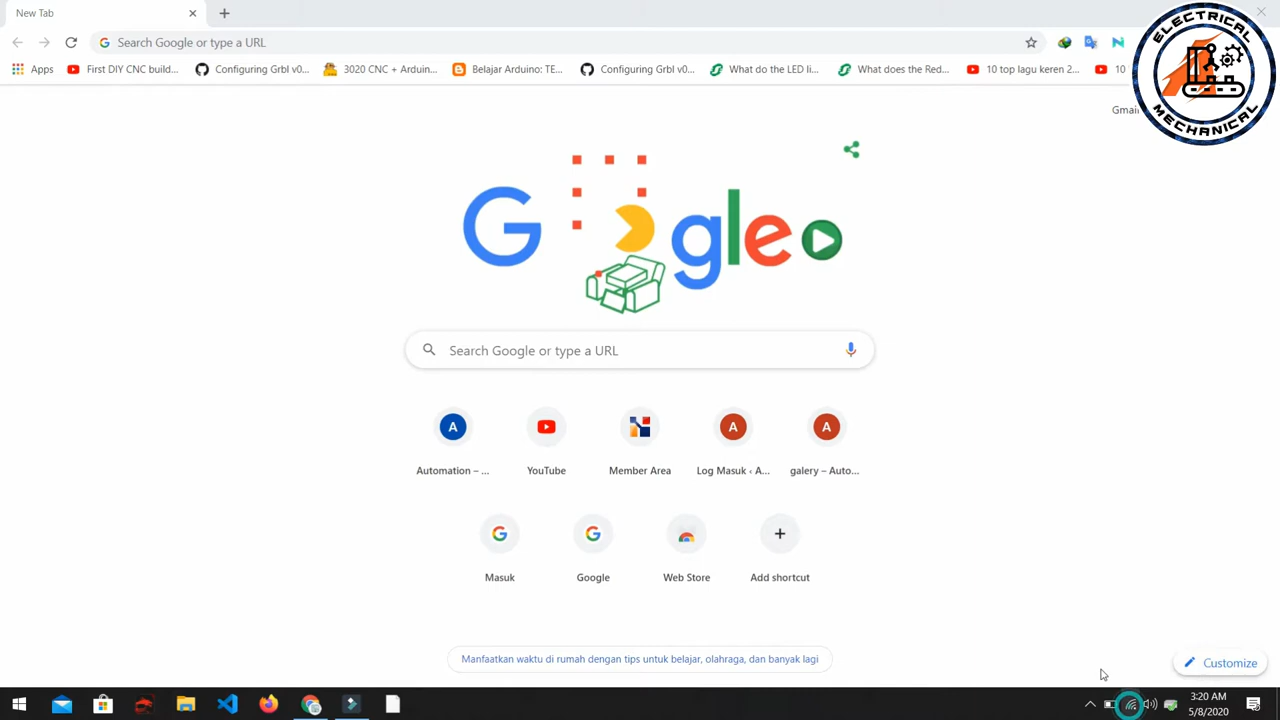 New Tab
Search Google or type a URL
Apps
First DIY CNC build...
Configuring Grbl v0...
3020 CNC + Arduin...
Belajar Arduino: TE...
Configuring Grbl v0...
What do the LED li...
What does the Red...
10 top lagu keren 2...
10
ELECTRICAL
MECHANICAL
Gmai
Google
Search Google or type a URL
Automation – ...
YouTube
Member Area
Log Masuk ‹ A...
galery – Auto...
Masuk
Google
Web Store
Add shortcut
Manfaatkan waktu di rumah dengan tips untuk belajar, olahraga, dan banyak lagi
Customize
3:20 AM
5/8/2020